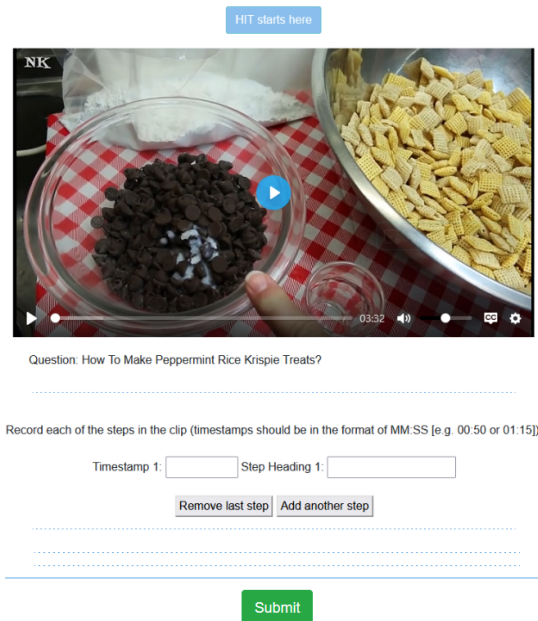 HIT starts here
NK
03:32
CC
Question: How To Make Peppermint Rice Krispie Treats?
Record each of the steps in the clip (timestamps should be in the format of MM:SS [e.g. 00:50 or 01:15])
Timestamp 1: Step Heading 1:
Remove last step Add another step
Submit